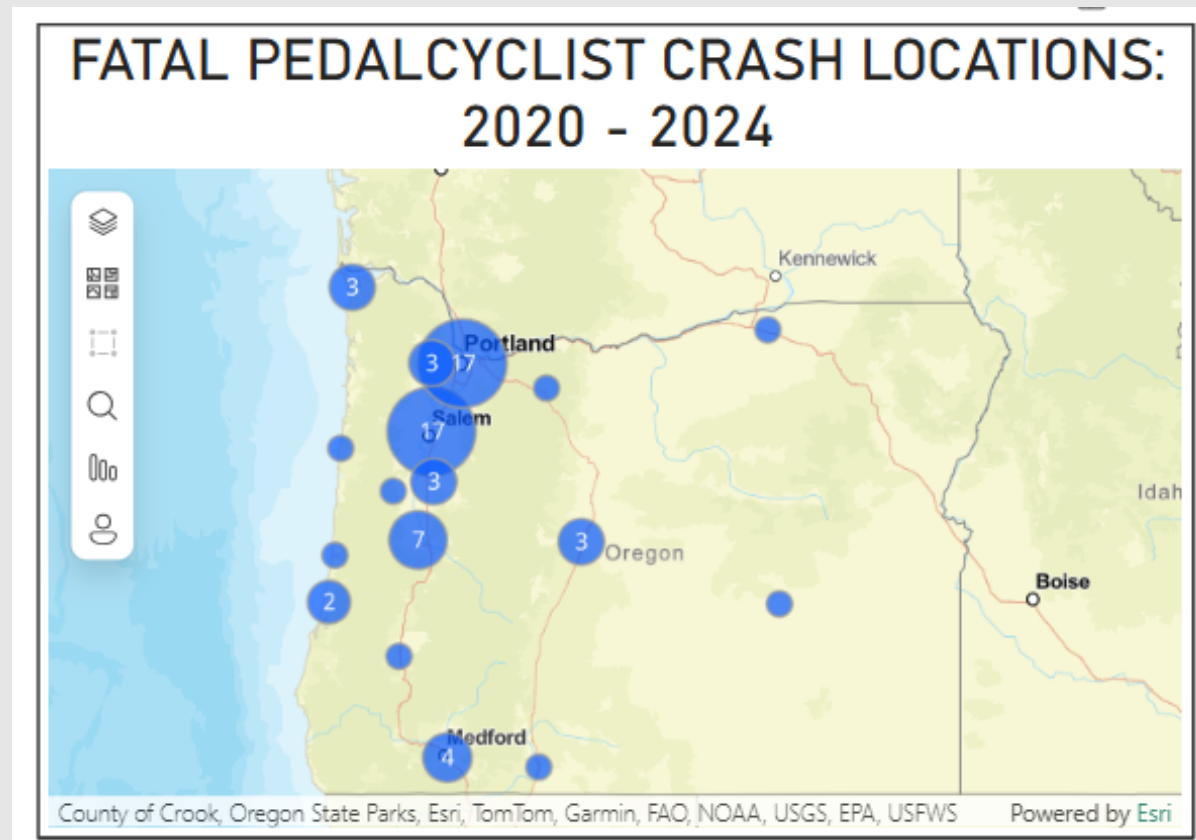 FATAL PEDALCYCLIST CRASH LOCATIONS:
2020 - 2024
Kennewick
3
Portland
3
17
Salem
17
3
Idah
7
3
Oregon
Boise
2
Medford
4
County of Crook, Oregon State Parks, Esri, TomTom, Garmin, FAO, NOAA, USGS, EPA, USFWS
Powered by Esri